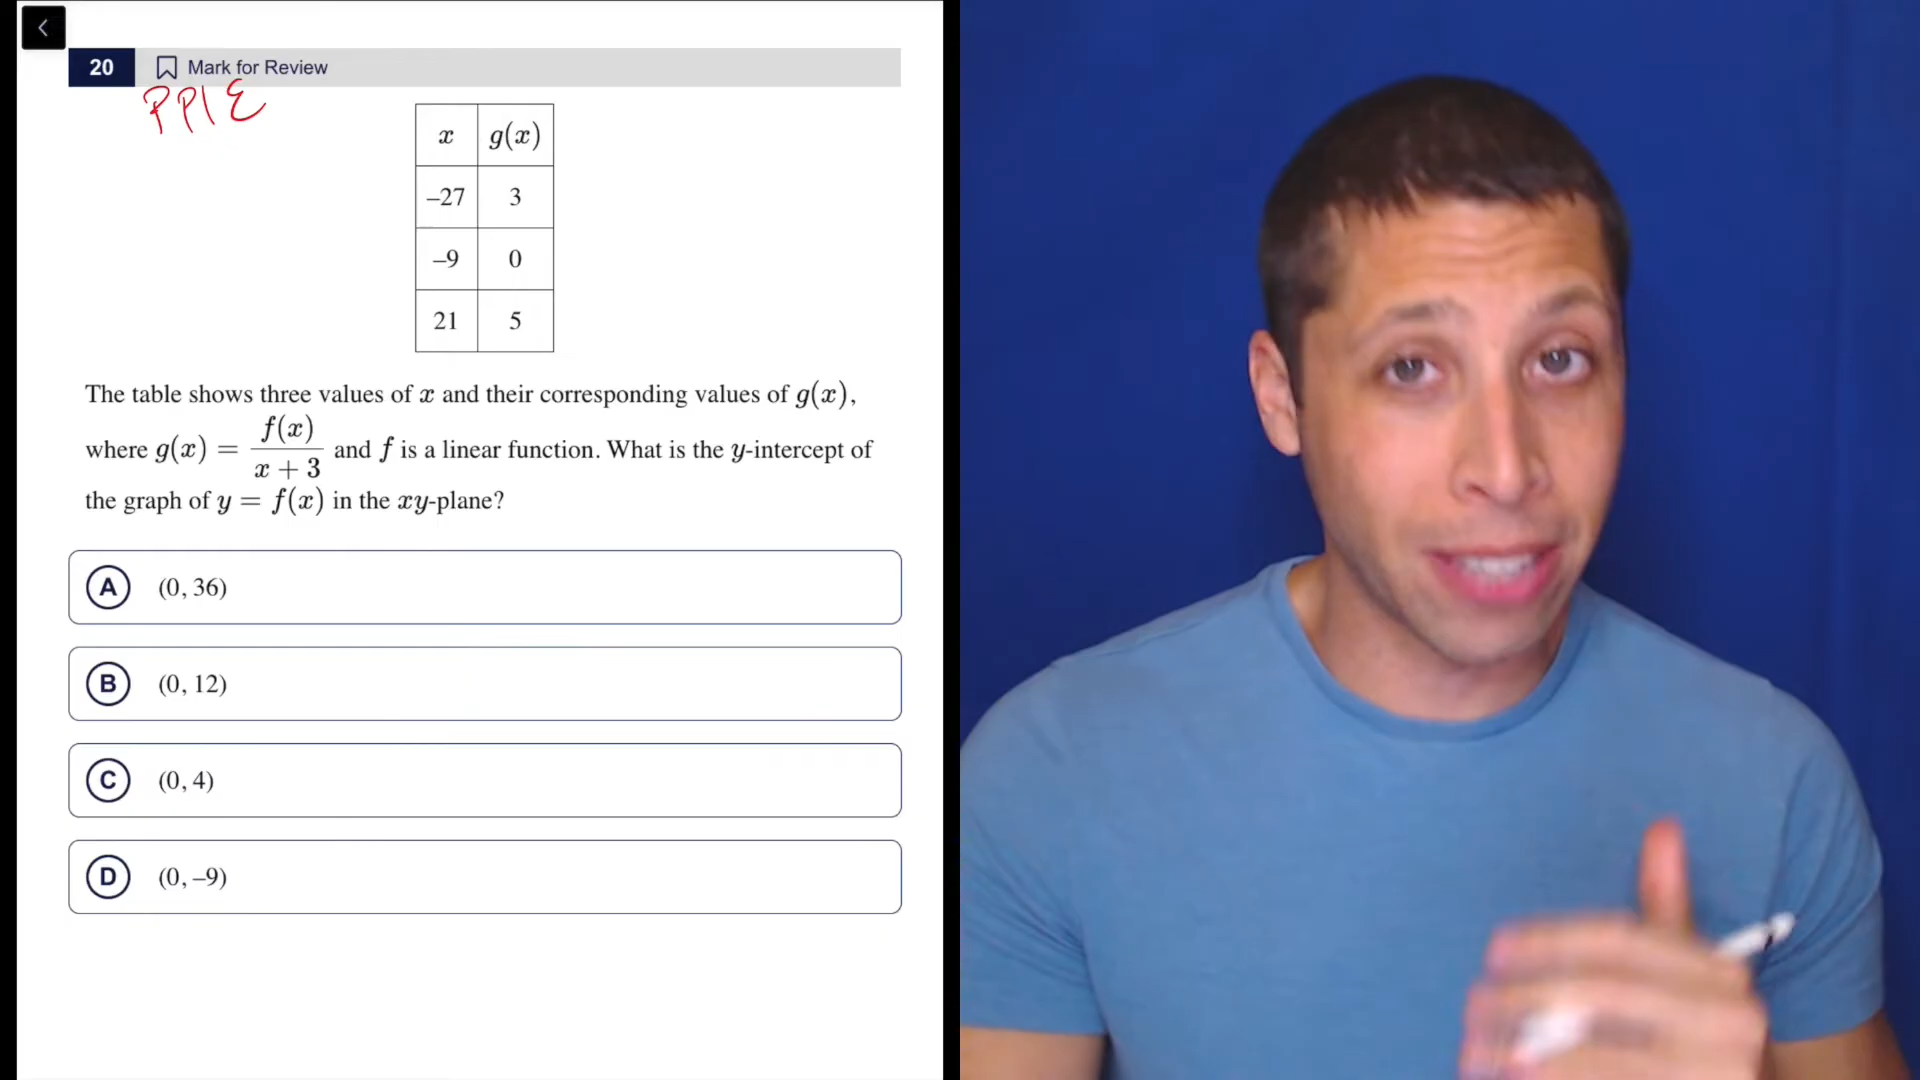 20 Mark for Review
PPIE
x g(x)
–27 3
–9 0
21 5
The table shows three values of x and their corresponding values of g(x),
where g(x) = f(x)/(x + 3) and f is a linear function. What is the y-intercept of
the graph of y = f(x) in the xy-plane?
A (0, 36)
B (0, 12)
C (0, 4)
D (0, –9)